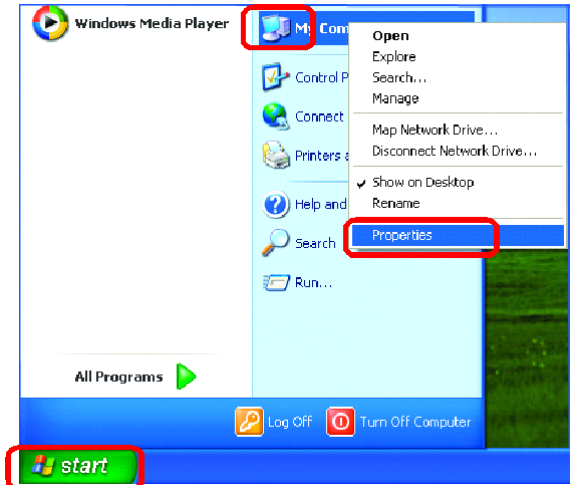 Windows Media Player
My Com
Open
Explore
Search...
Manage
Map Network Drive...
Disconnect Network Drive...
Show on Desktop
Rename
Properties
Control P
Connect
Printers a
Help and
Search
Run...
All Programs
Log Off
Turn Off Computer
start